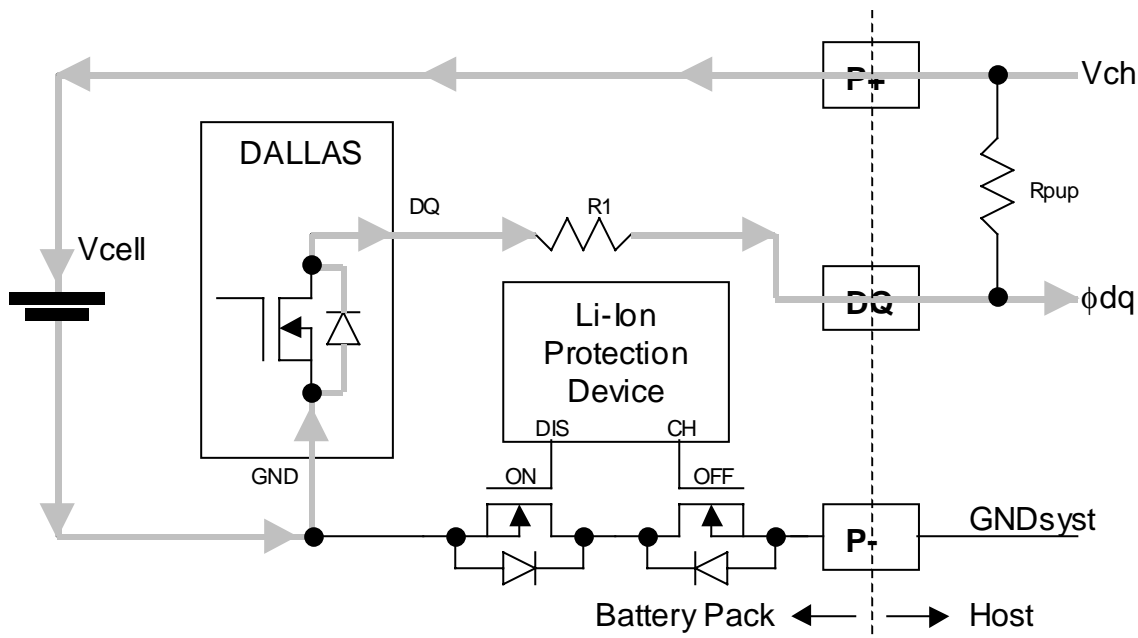 P+
Vch
DALLAS
DQ
R1
Rpup
Vcell
DQ
ϕdq
Li-Ion
Protection
Device
DIS
CH
GND
ON
OFF
P-
GNDsyst
Battery Pack
Host